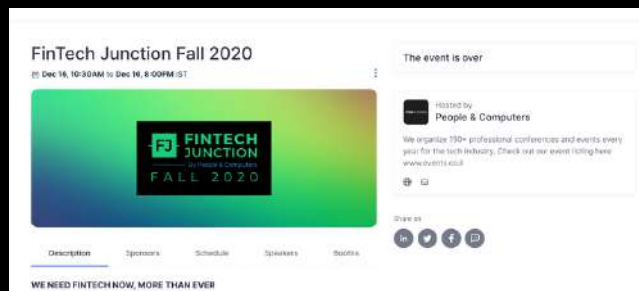 FinTech Junction Fall 2020
Dec 16, 10:30AM to Dec 16, 8:00PM IST
FJ FINTECH
JUNCTION
By People & Computers
FALL 2020
Description Sponsors Schedule Speakers Booths
WE NEED FINTECH NOW, MORE THAN EVER
The event is over
Hosted by
People & Computers
We organize 150+ professional conferences and events every
year for the tech industry. Check out our event listing here
Share on